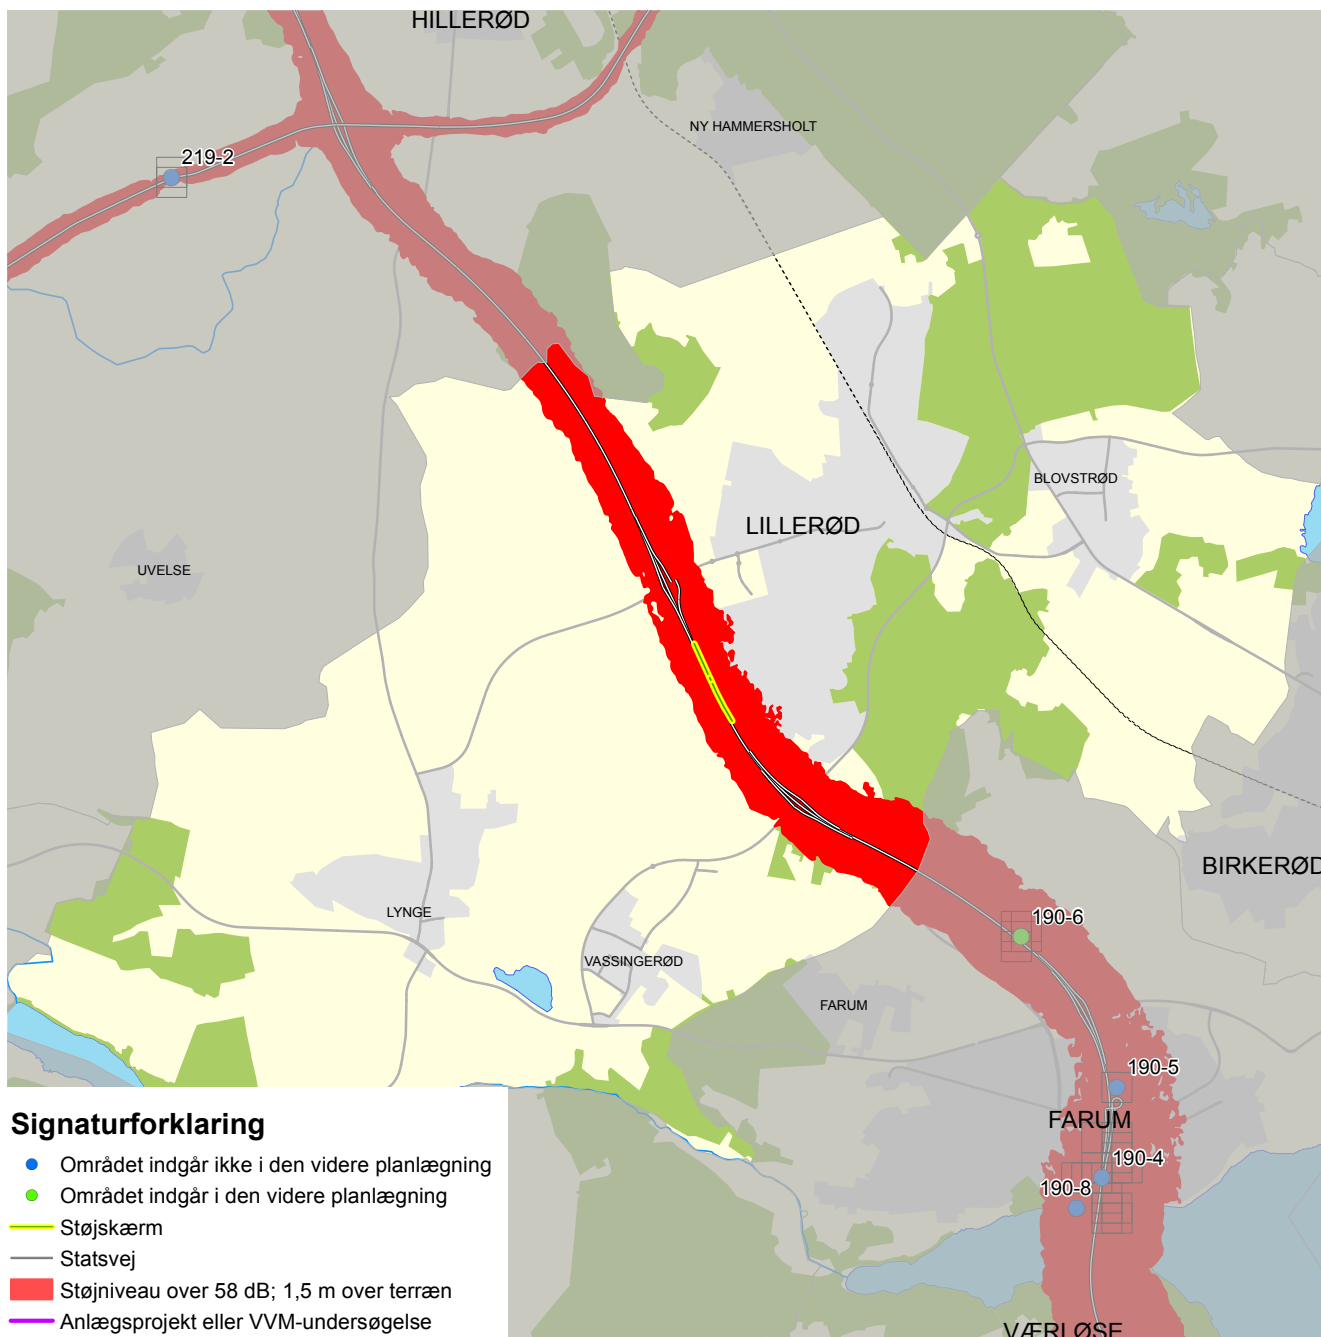 HILLERØD
NY HAMMERSHOLT
219-2
BLOVSTRØD
LILLERØD
UVELSE
BIRKERØD
LYNGE
190-6
VASSINGERØD
FARUM
190-5
FARUM
190-4
190-8
VÆRLØSE
Signaturforklaring
Området indgår ikke i den videre planlægning
Området indgår i den videre planlægning
Støjskærm
Statsvej
Støjniveau over 58 dB; 1,5 m over terræn
Anlægsprojekt eller VVM-undersøgelse